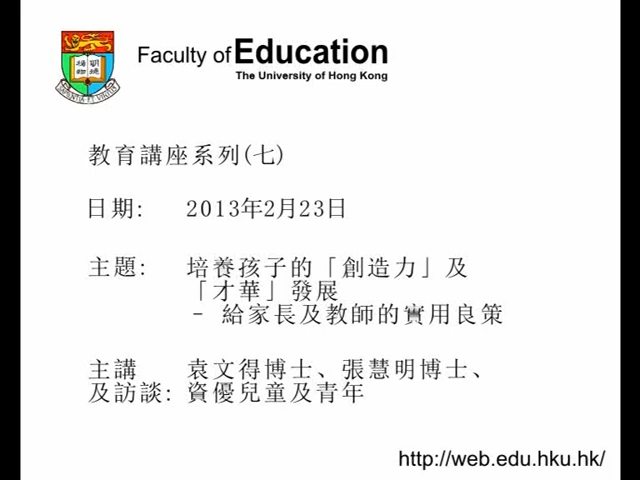 Faculty of Education
The University of Hong Kong
教育講座系列(七)
日期: 2013年2月23日
主題: 培養孩子的「創造力」及
「才華」發展
- 給家長及教師的實用良策
主講 袁文得博士、張慧明博士、
及訪談: 資優兒童及青年
http://web.edu.hku.hk/